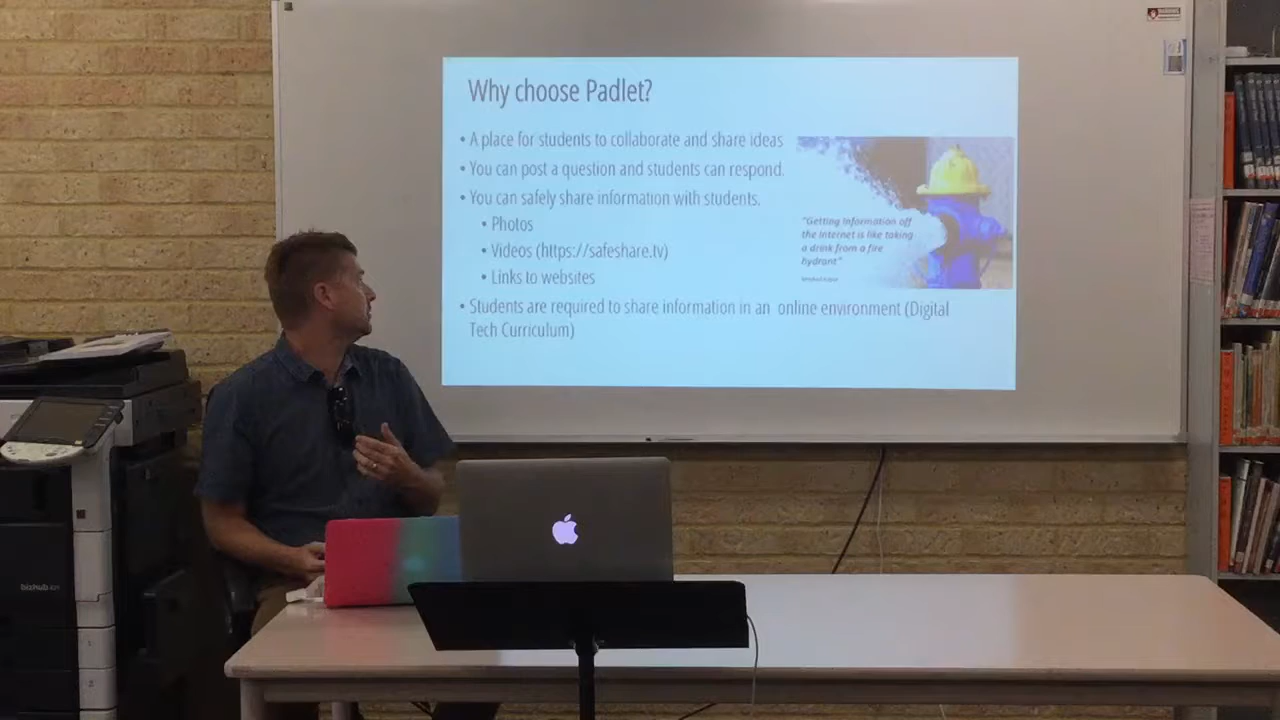 Why choose Padlet?
• A place for students to collaborate and share ideas
• You can post a question and students can respond.
• You can safely share information with students.
• Photos
• Videos (https://safeshare.tv)
• Links to websites
• Students are required to share information in an online environment (Digital
Tech Curriculum)
"Getting Information off
the Internet is like taking
a drink from a fire
hydrant"
bizhub